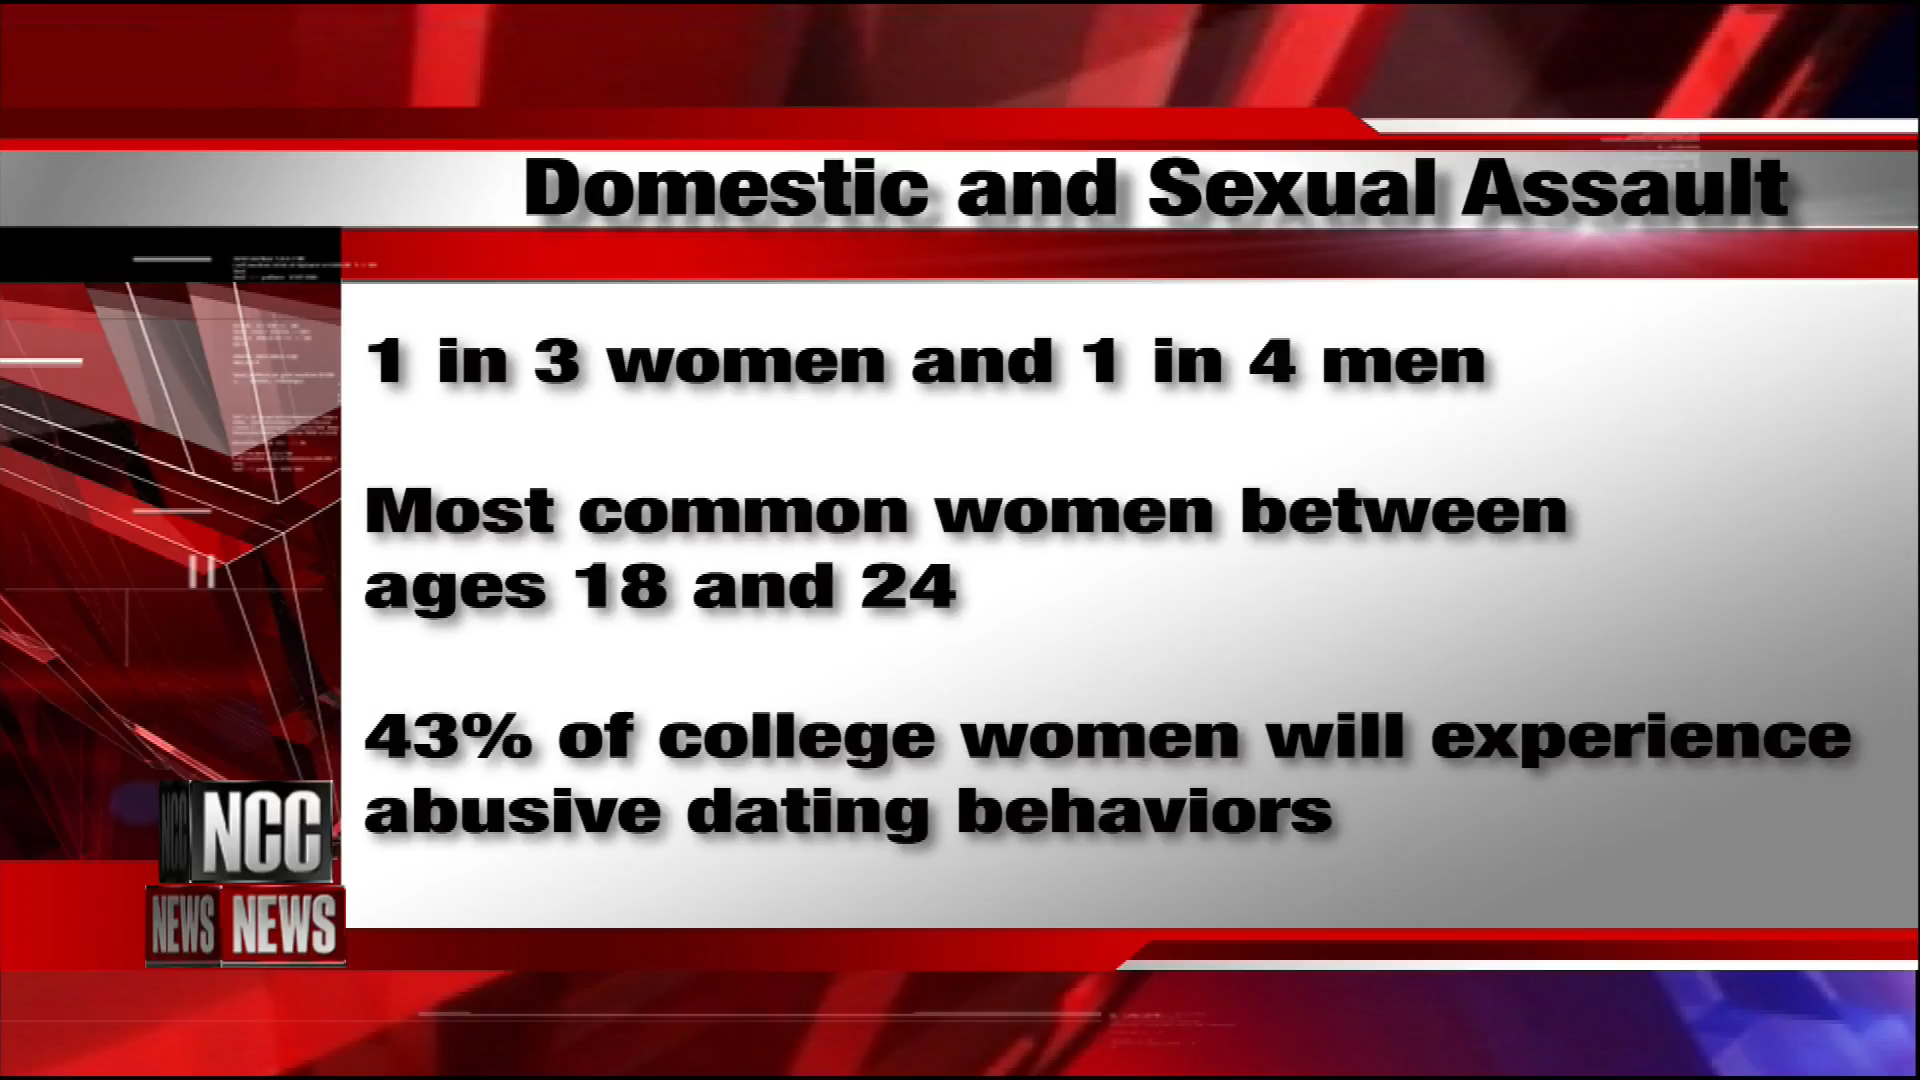 Domestic and Sexual Assault
1 in 3 women and 1 in 4 men
Most common women between
ages 18 and 24
43% of college women will experience
abusive dating behaviors
NCC NCC
NEWS NEWS